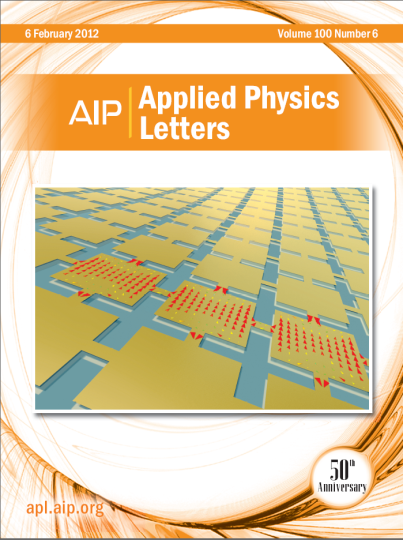 6 February 2012
Volume 100 Number 6
AIP
Applied Physics
Letters
50th
Anniversary
apl.aip.org